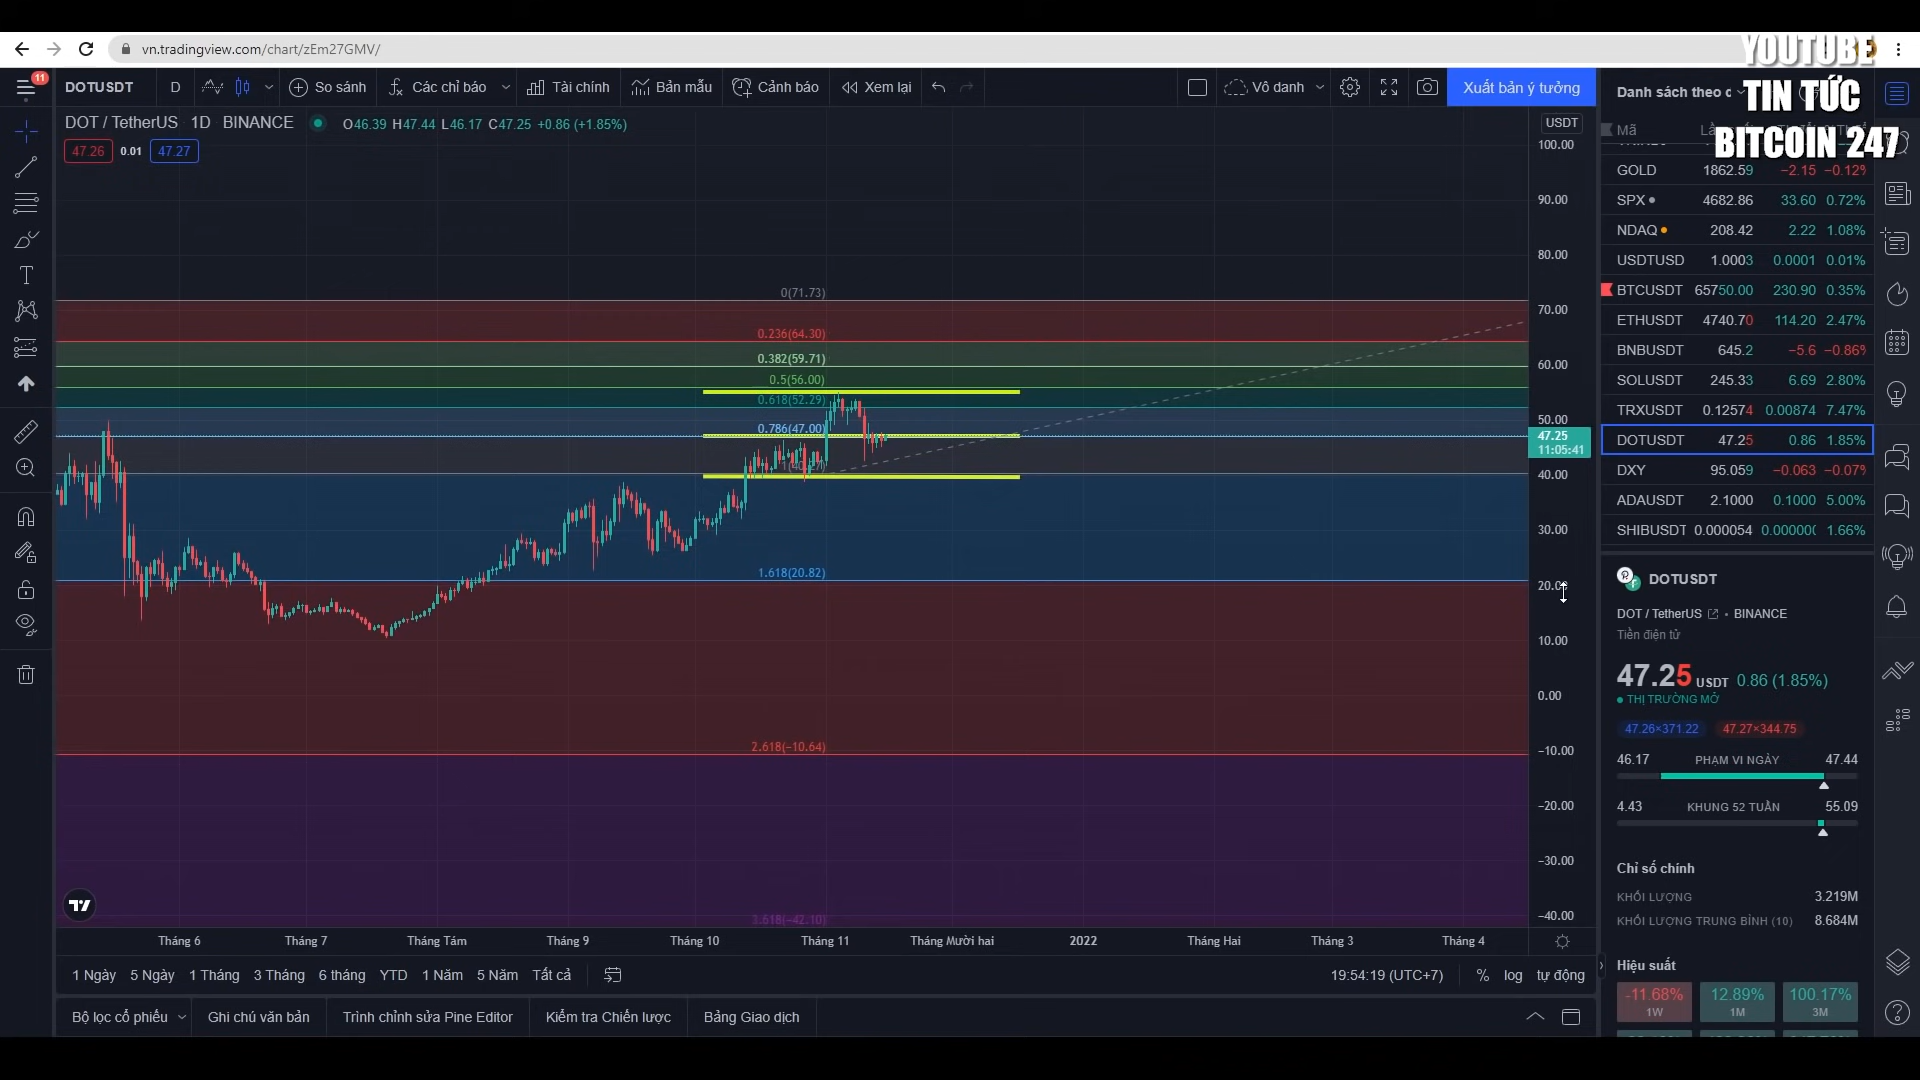 vn.tradingview.com/chart/zEm27GMV/
YOUTUBE
TIN TỨC
BITCOIN 247
11
DOTUSDT
D
So sánh
Các chỉ báo
Tài chính
Bản mẫu
Cảnh báo
Xem lại
Vô danh
Xuất bản ý tưởng
DOT / TetherUS 1D BINANCE
O46.39 H47.44 L46.17 C47.25 +0.86 (+1.85%)
47.26 0.01 47.27
USDT
100.00
90.00
80.00
70.00
60.00
50.00
47.25
11:05:41
40.00
30.00
20.00
10.00
0.00
−10.00
−20.00
−30.00
−40.00
0(71.73)
0.236(64.30)
0.382(59.71)
0.5(56.00)
0.618(52.29)
0.786(47.00)
1.618(20.82)
2.618(−10.64)
3.618(−42.10)
Tháng 6 Tháng 7 Tháng Tám Tháng 9 Tháng 10 Tháng 11 Tháng Mười hai 2022 Tháng Hai Tháng 3 Tháng 4
1 Ngày 5 Ngày 1 Tháng 3 Tháng 6 tháng YTD 1 Năm 5 Năm Tất cả
19:54:19 (UTC+7) % log tự động
Bộ lọc cổ phiếu Ghi chú văn bản Trình chỉnh sửa Pine Editor Kiểm tra Chiến lược Bảng Giao dịch
Danh sách theo d
Mã
GOLD 1862.59 −2.15 −0.12%
SPX 4682.86 33.60 0.72%
NDAQ 208.42 2.22 1.08%
USDTUSD 1.0003 0.0001 0.01%
BTCUSDT 65750.00 230.90 0.35%
ETHUSDT 4740.70 114.20 2.47%
BNBUSDT 645.2 −5.6 −0.86%
SOLUSDT 245.33 6.69 2.80%
TRXUSDT 0.12574 0.00874 7.47%
DOTUSDT 47.25 0.86 1.85%
DXY 95.059 −0.063 −0.07%
ADAUSDT 2.1000 0.1000 5.00%
SHIBUSDT 0.000054 0.000000 1.66%
DOTUSDT
DOT / TetherUS • BINANCE
Tiền điện tử
47.25 USDT 0.86 (1.85%)
THỊ TRƯỜNG MỞ
47.26×371.22 47.27×344.75
46.17 PHẠM VI NGÀY 47.44
4.43 KHUNG 52 TUẦN 55.09
Chỉ số chính
KHỐI LƯỢNG 3.219M
KHỐI LƯỢNG TRUNG BÌNH (10) 8.684M
Hiệu suất
-11.68% 12.89% 100.17%
1W 1M 3M